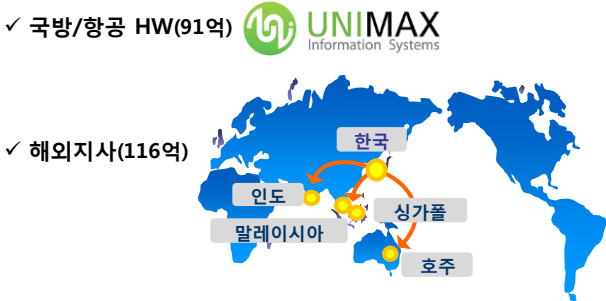 ✓ 국방/항공 HW(91억)
UNIMAX
Information Systems
✓ 해외지사(116억)
한국
인도
싱가폴
말레이시아
호주